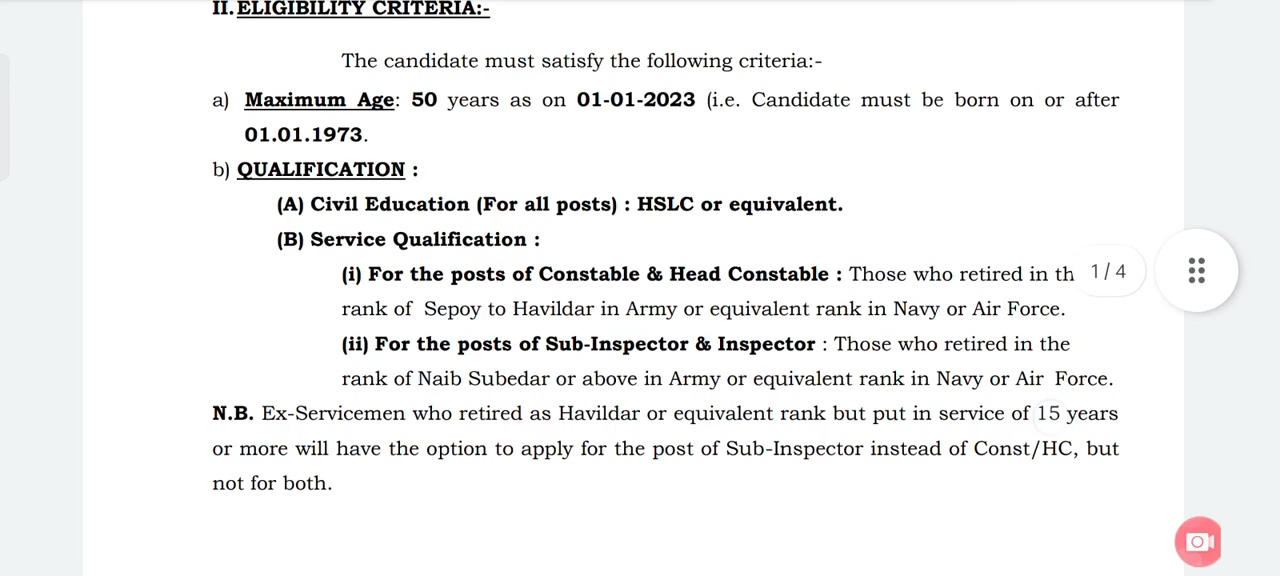 II. ELIGIBILITY CRITERIA:-
The candidate must satisfy the following criteria:-
a) Maximum Age: 50 years as on 01-01-2023 (i.e. Candidate must be born on or after
01.01.1973.
b) QUALIFICATION :
(A) Civil Education (For all posts) : HSLC or equivalent.
(B) Service Qualification :
(i) For the posts of Constable & Head Constable : Those who retired in th
1/4
rank of Sepoy to Havildar in Army or equivalent rank in Navy or Air Force.
(ii) For the posts of Sub-Inspector & Inspector : Those who retired in the
rank of Naib Subedar or above in Army or equivalent rank in Navy or Air Force.
N.B. Ex-Servicemen who retired as Havildar or equivalent rank but put in service of 15 years
or more will have the option to apply for the post of Sub-Inspector instead of Const/HC, but
not for both.